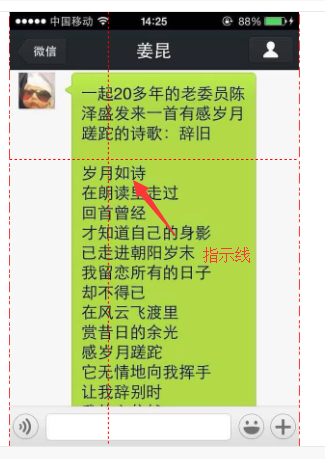 中国移动 14:25 88%
微信 姜昆
一起20多年的老委员陈
泽盛发来一首有感岁月
蹉跎的诗歌：辞旧
岁月如诗
在朗读里走过
回首曾经
才知道自己的身影
已走进朝阳岁末
指示线
我留恋所有的日子
却不得已
在风云飞渡里
赏昔日的余光
感岁月蹉跎
它无情地向我挥手
让我辞别时